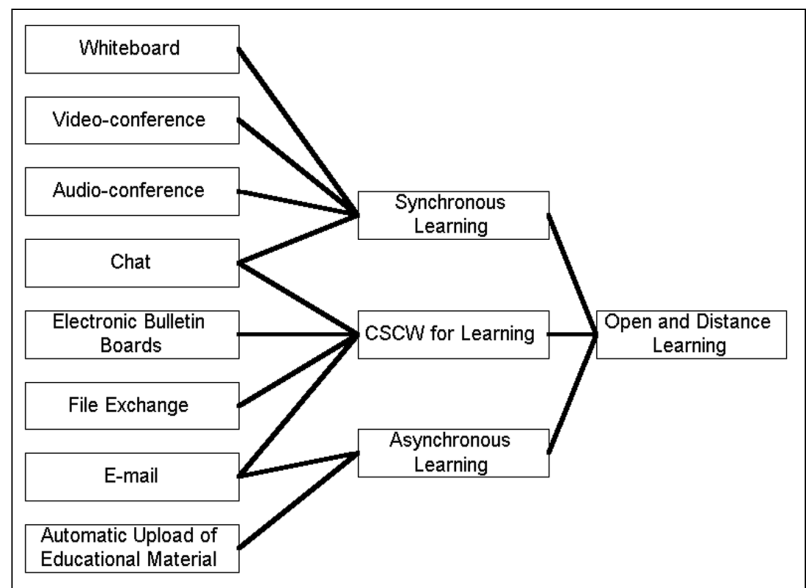 Whiteboard
Video-conference
Audio-conference
Chat
Electronic Bulletin
Boards
File Exchange
E-mail
Automatic Upload of
Educational Material
Synchronous
Learning
CSCW for Learning
Asynchronous
Learning
Open and Distance
Learning